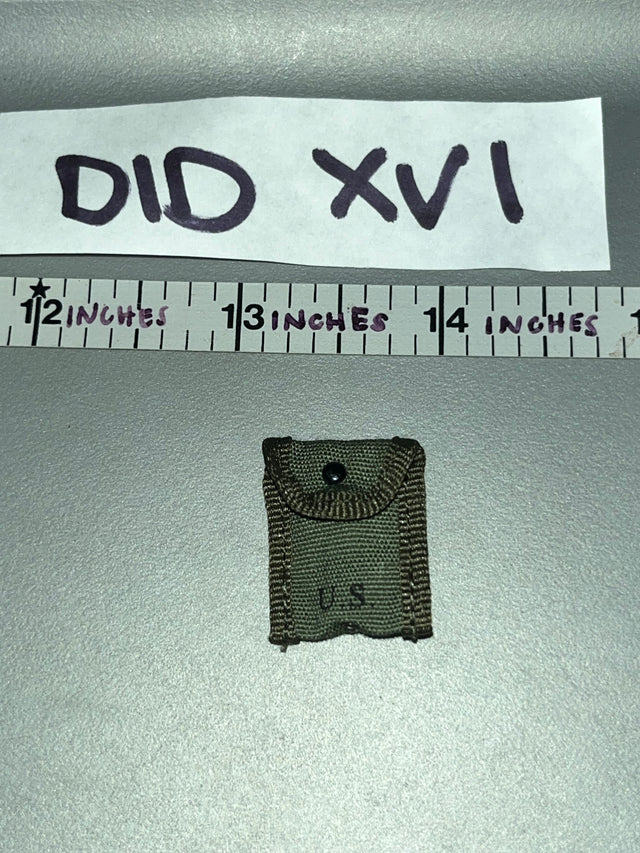 DID XVI
12 INCHES 13 INCHES 14 INCHES
U.S.